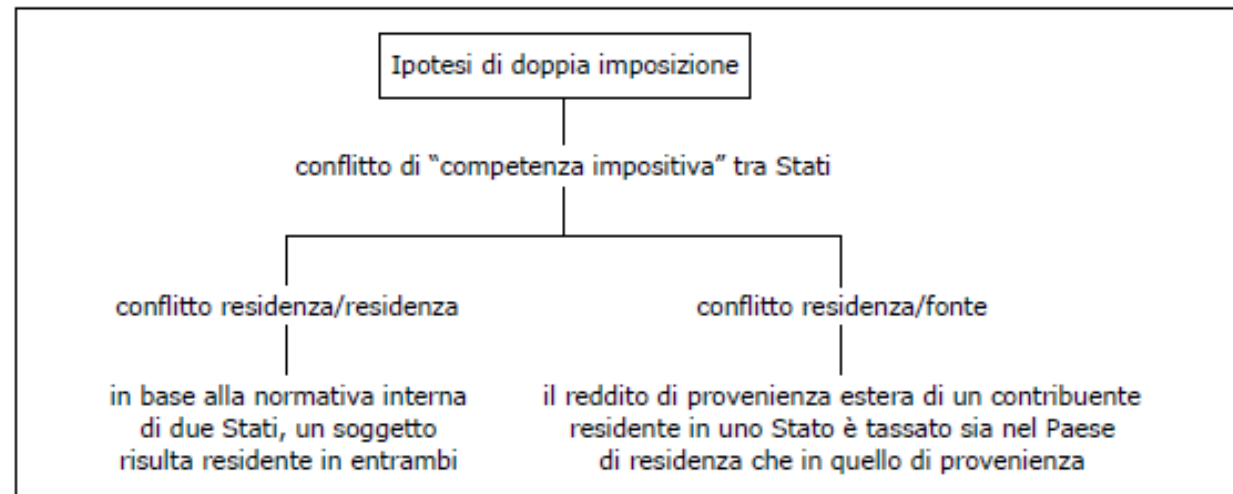 Ipotesi di doppia imposizione
conflitto di “competenza impositiva” tra Stati
conflitto residenza/residenza
in base alla normativa interna
di due Stati, un soggetto
risulta residente in entrambi
conflitto residenza/fonte
il reddito di provenienza estera di un contribuente
residente in uno Stato è tassato sia nel Paese
di residenza che in quello di provenienza